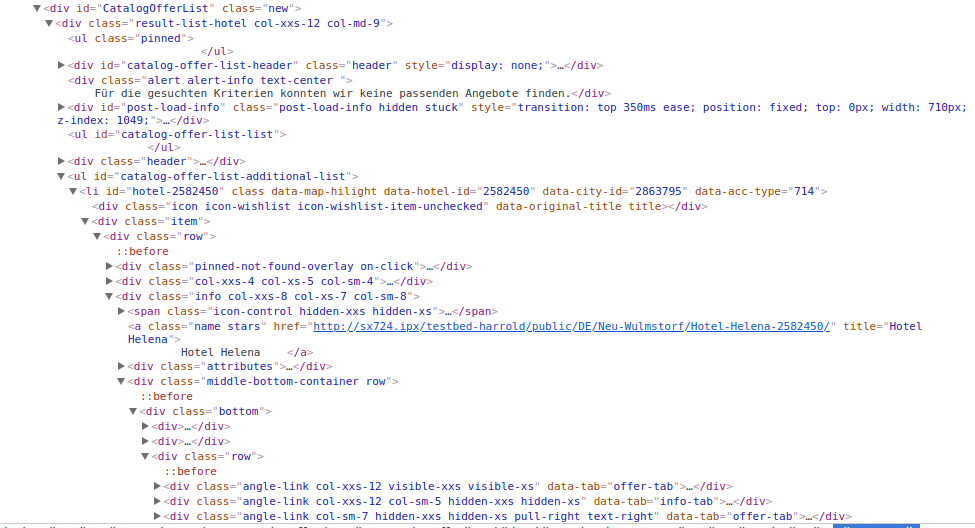 ▼<div id="CatalogOfferList" class="new">
▼<div class="result-list-hotel col-xxs-12 col-md-9">
<ul class="pinned">
</ul>
▶<div id="catalog-offer-list-header" class="header" style="display: none;">…</div>
<div class="alert alert-info text-center ">
Für die gesuchten Kriterien konnten wir keine passenden Angebote finden.</div>
▶<div id="post-load-info" class="post-load-info hidden stuck" style="transition: top 350ms ease; position: fixed; top: 0px; width: 710px;
z-index: 1049;">…</div>
<ul id="catalog-offer-list-list">
</ul>
▶<div class="header">…</div>
▼<ul id="catalog-offer-list-additional-list">
▼<li id="hotel-2582450" class data-map-hilight data-hotel-id="2582450" data-city-id="2863795" data-acc-type="714">
<div class="icon icon-wishlist icon-wishlist-item-unchecked" data-original-title title></div>
▼<div class="item">
▼<div class="row">
::before
▶<div class="pinned-not-found-overlay on-click">…</div>
▶<div class="col-xxs-4 col-xs-5 col-sm-4">…</div>
▼<div class="info col-xxs-8 col-xs-7 col-sm-8">
▶<span class="icon-control hidden-xxs hidden-xs">…</span>
<a class="name stars" href="http://sx724.ipx/testbed-harrold/public/DE/Neu-Wulmstorf/Hotel-Helena-2582450/" title="Hotel
Helena">
Hotel Helena </a>
▶<div class="attributes">…</div>
▼<div class="middle-bottom-container row">
::before
▼<div class="bottom">
▶<div>…</div>
▶<div>…</div>
▼<div class="row">
::before
▶<div class="angle-link col-xxs-12 visible-xxs visible-xs" data-tab="offer-tab">…</div>
▶<div class="angle-link col-xxs-12 col-sm-5 hidden-xxs hidden-xs" data-tab="info-tab">…</div>
▶<div class="angle-link col-sm-7 hidden-xxs hidden-xs pull-right text-right" data-tab="offer-tab">…</div>